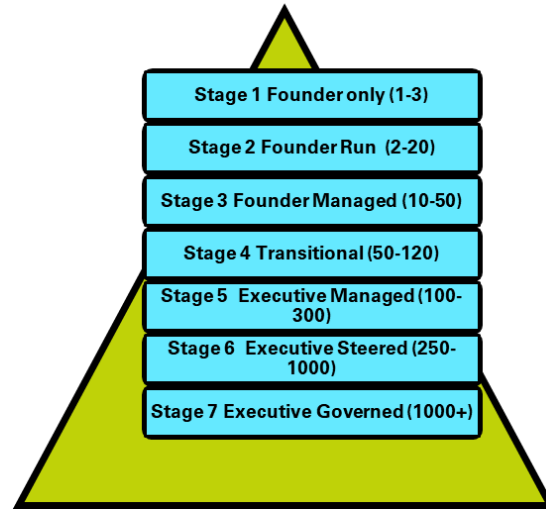 Stage 1 Founder only (1-3)
Stage 2 Founder Run (2-20)
Stage 3 Founder Managed (10-50)
Stage 4 Transitional (50-120)
Stage 5 Executive Managed (100-
300)
Stage 6 Executive Steered (250-
1000)
Stage 7 Executive Governed (1000+)